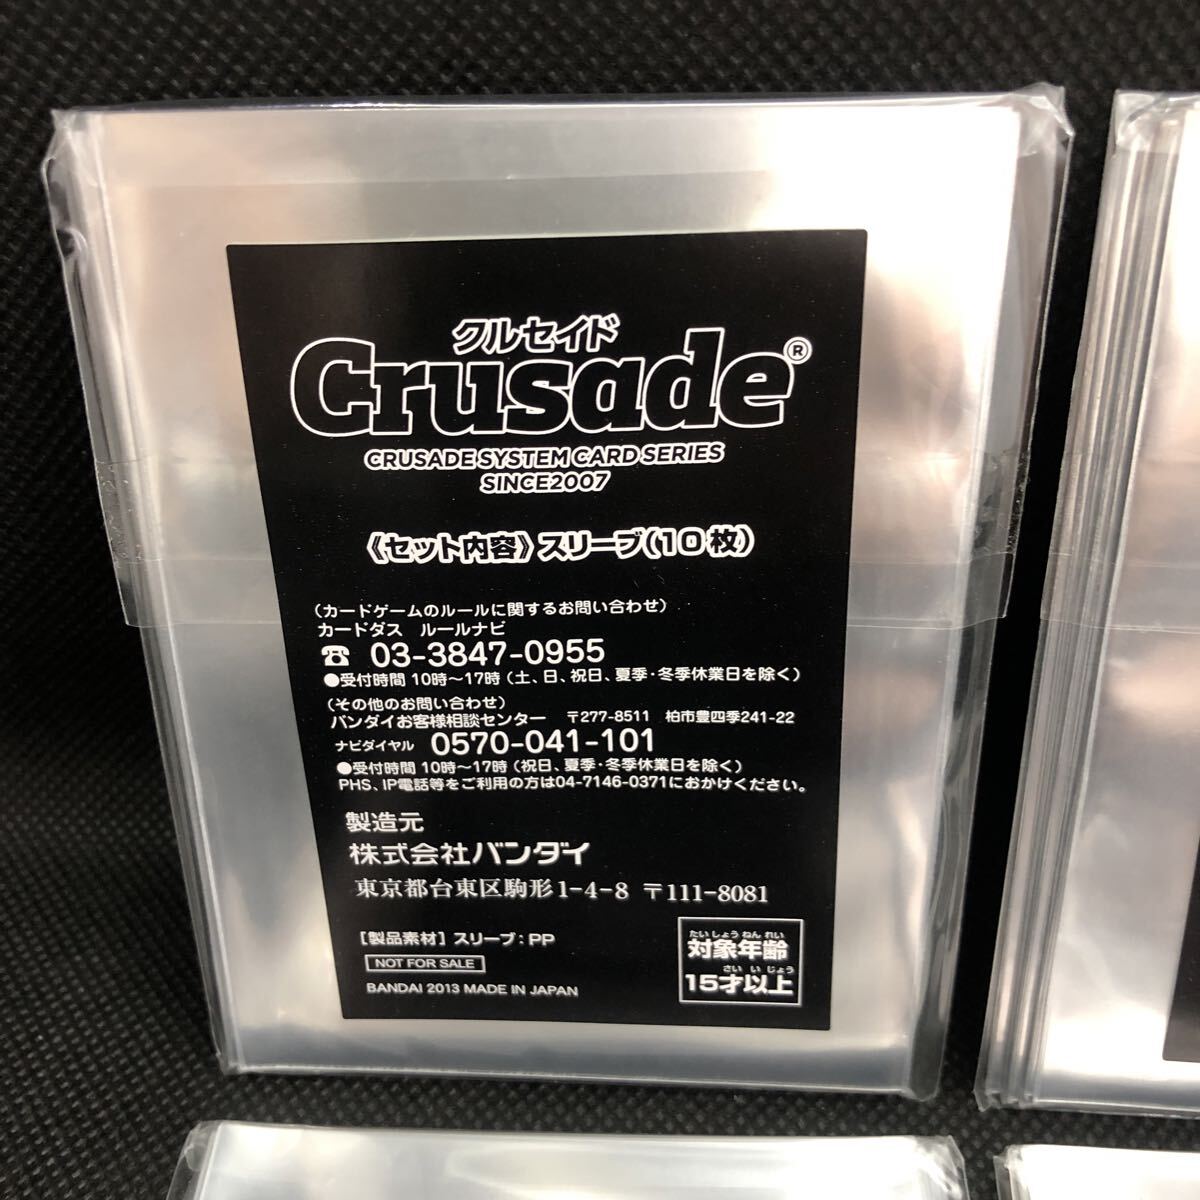 クルセイド
Crusade®
CRUSADE SYSTEM CARD SERIES
SINCE2007
《セット内容》スリーブ(10枚)
(カードゲームのルールに関するお問い合わせ)
カードダス ルールナビ
☎ 03-3847-0955
●受付時間 10時～17時(土、日、祝日、夏季・冬季休業日を除く)
(その他のお問い合わせ)
バンダイお客様相談センター 〒277-8511 柏市豊四季241-22
ナビダイヤル 0570-041-101
●受付時間 10時～17時(祝日、夏季・冬季休業日を除く)
PHS、IP電話等をご利用の方は04-7146-0371におかけください。
製造元
株式会社バンダイ
東京都台東区駒形1-4-8 〒111-8081
[製品素材]スリーブ:PP
NOT FOR SALE
BANDAI 2013 MADE IN JAPAN
たいしょうねんれい
対象年齢
さいいじょう
15才以上